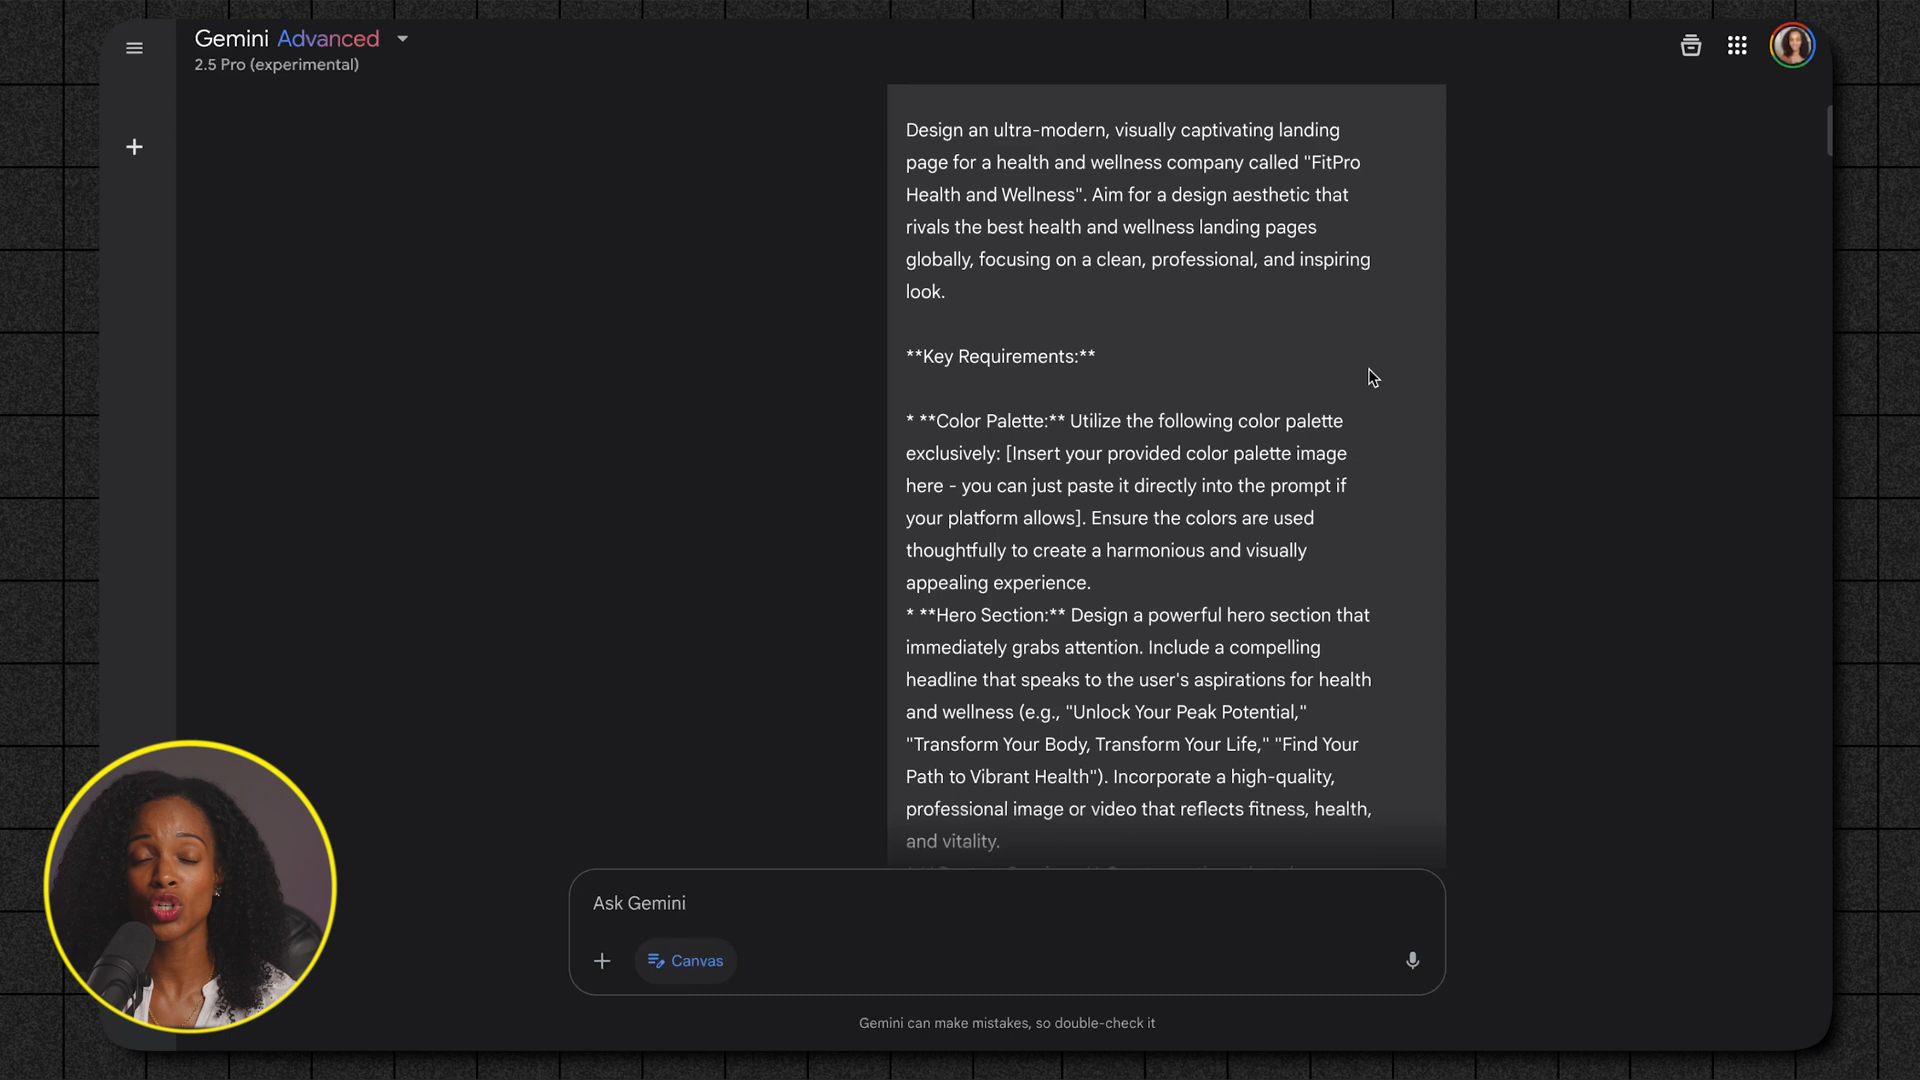 Gemini Advanced
2.5 Pro (experimental)
Design an ultra-modern, visually captivating landing
page for a health and wellness company called "FitPro
Health and Wellness". Aim for a design aesthetic that
rivals the best health and wellness landing pages
globally, focusing on a clean, professional, and inspiring
look.
**Key Requirements:**
* **Color Palette:** Utilize the following color palette
exclusively: [Insert your provided color palette image
here - you can just paste it directly into the prompt if
your platform allows]. Ensure the colors are used
thoughtfully to create a harmonious and visually
appealing experience.
* **Hero Section:** Design a powerful hero section that
immediately grabs attention. Include a compelling
headline that speaks to the user's aspirations for health
and wellness (e.g., "Unlock Your Peak Potential,"
"Transform Your Body, Transform Your Life," "Find Your
Path to Vibrant Health"). Incorporate a high-quality,
professional image or video that reflects fitness, health,
and vitality.
Ask Gemini
Canvas
Gemini can make mistakes, so double-check it